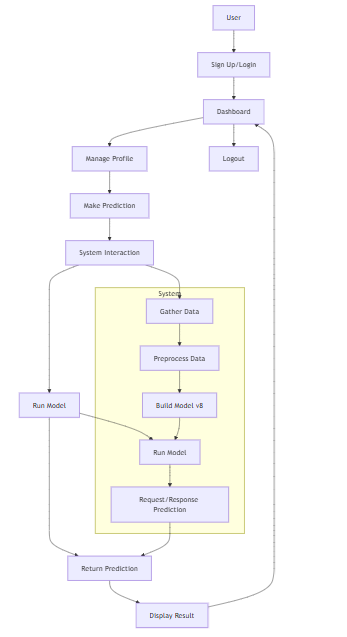 User
Sign Up/Login
Dashboard
Manage Profile
Logout
Make Prediction
System Interaction
System
Gather Data
Preprocess Data
Run Model
Build Model v8
Run Model
Request/Response
Prediction
Return Prediction
Display Result